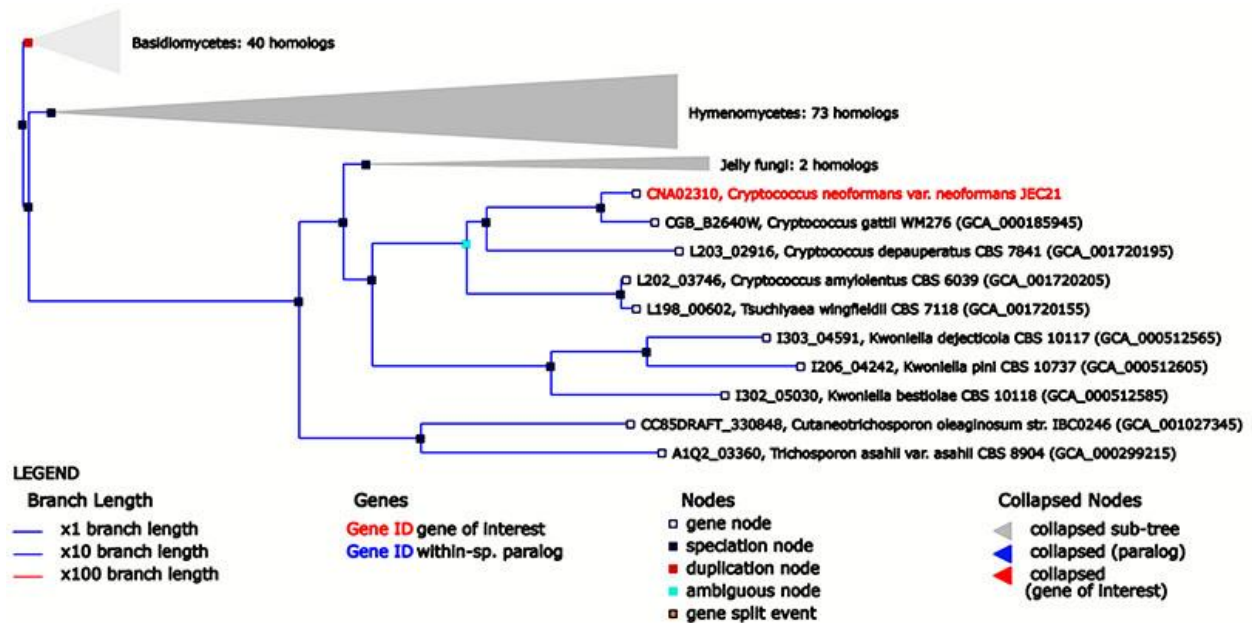 Basidiomycetes: 40 homologs
Hymenomycetes: 73 homologs
Jelly fungi: 2 homologs
CNA02310, Cryptococcus neoformans var. neoformans JEC21
CGB_B2640W, Cryptococcus gattii WM276 (GCA_000185945)
L203_02916, Cryptococcus depauperatus CBS 7841 (GCA_001720195)
L202_03746, Cryptococcus amylolentus CBS 6039 (GCA_001720205)
L198_00602, Tsuchiyaea wingfieldii CBS 7118 (GCA_001720155)
I303_04591, Kwoniella dejecticola CBS 10117 (GCA_000512565)
I206_04242, Kwoniella pini CBS 10737 (GCA_000512605)
I302_05030, Kwoniella bestiolae CBS 10118 (GCA_000512585)
CC85DRAFT_330848, Cutaneotrichosporon oleaginosum str. IBC0246 (GCA_001027345)
A1Q2_03360, Trichosporon asahii var. asahii CBS 8904 (GCA_000299215)
LEGEND
Branch Length
x1 branch length
x10 branch length
x100 branch length
Genes
Gene ID gene of interest
Gene ID within-sp. paralog
Nodes
gene node
speciation node
duplication node
ambiguous node
gene split event
Collapsed Nodes
collapsed sub-tree
collapsed (paralog)
collapsed
(gene of interest)